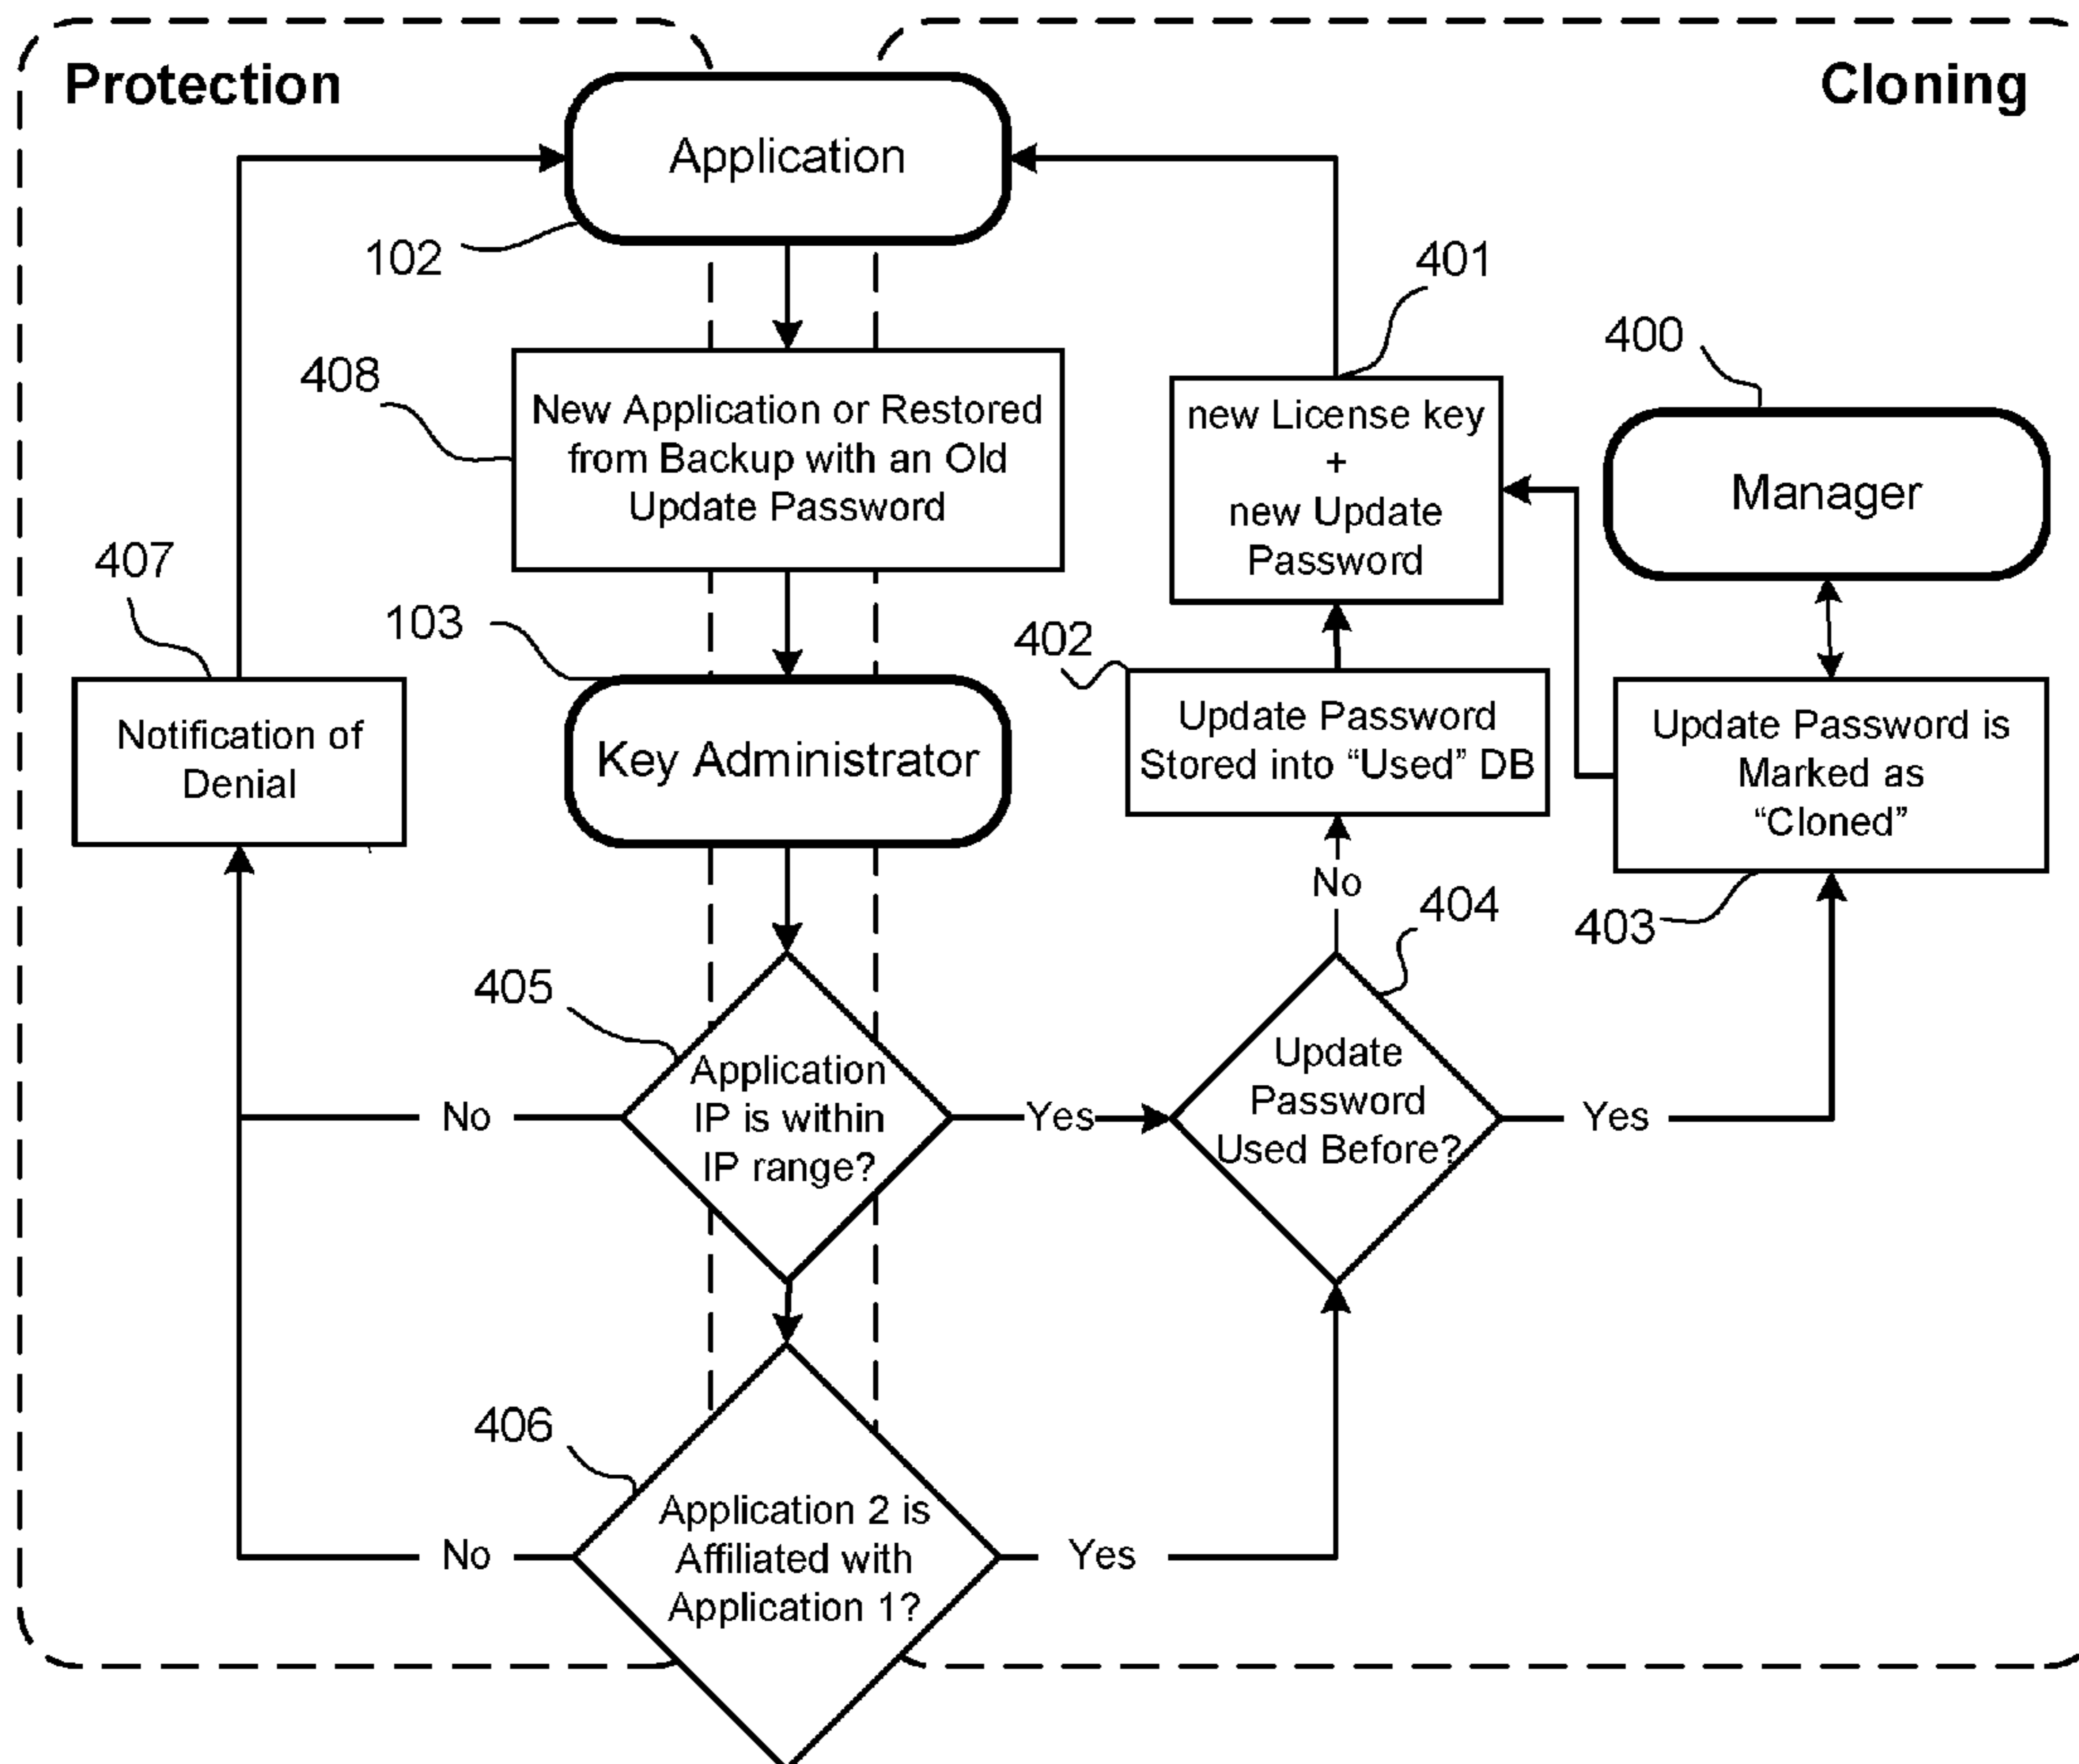 Protection
Cloning
Application
102
401
400
408
New Application or Restored
from Backup with an Old
Update Password
new License key
+
new Update
Password
Manager
407
103
402
Notification of
Denial
Key Administrator
Update Password
Stored into “Used” DB
Update Password is
Marked as
“Cloned”
No
404
403
405
Application
IP is within
IP range?
Update
Password
Used Before?
No
Yes
Yes
406
Application 2 is
Affiliated with
Application 1?
No
Yes